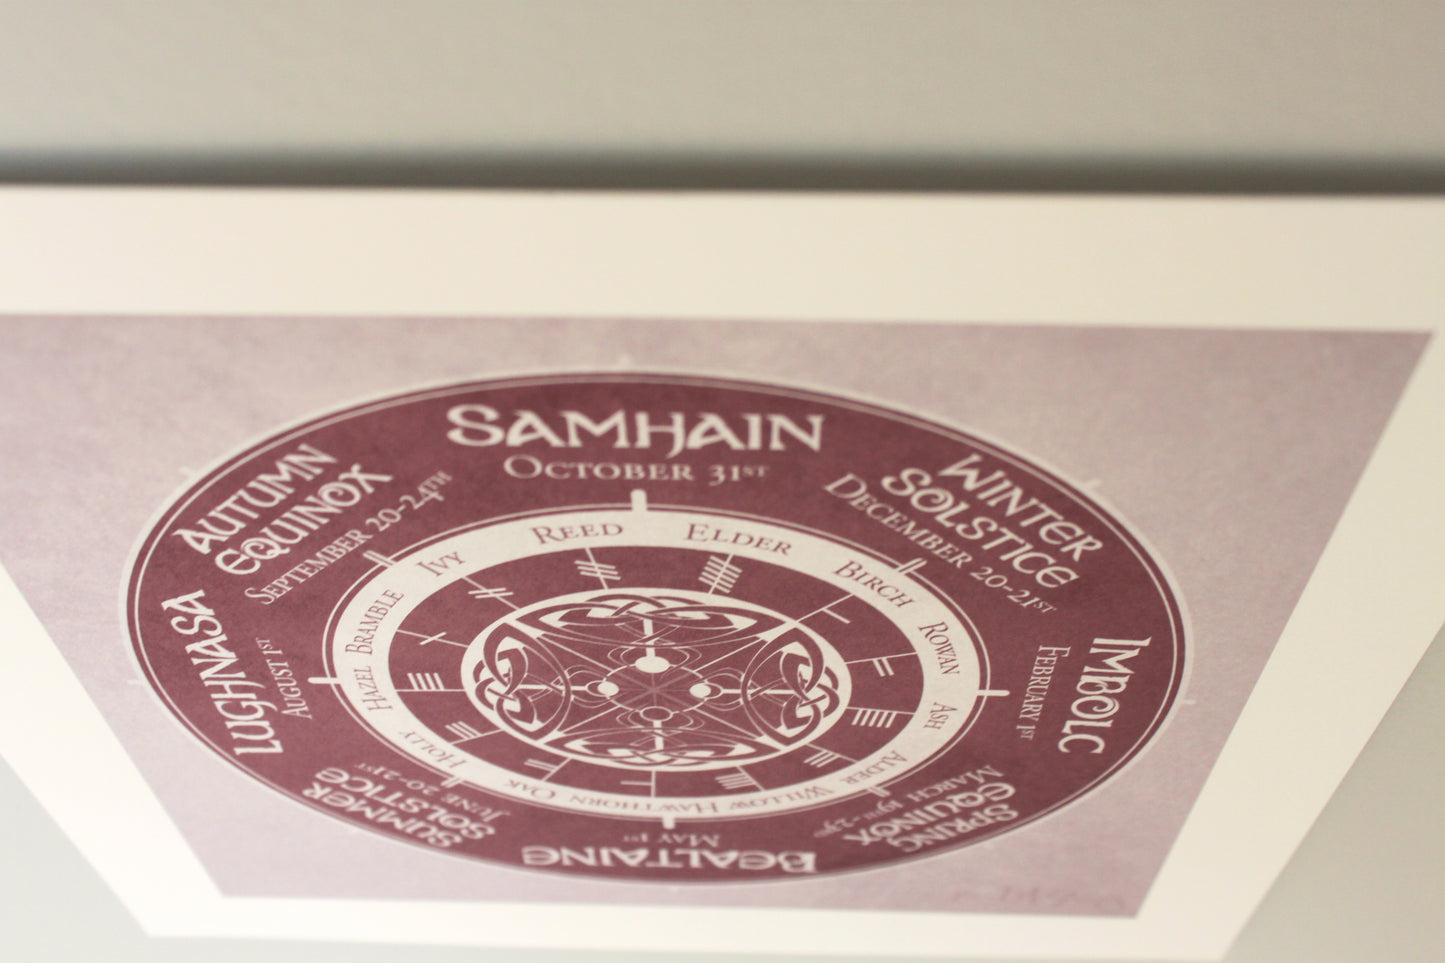 Samhain
October 31st
Winter
Solstice
December 20-21st
Imbolc
February 1st
Spring
Equinox
March 19th-23rd
Bealtaine
May 1st
Summer
Solstice
June 20-21st
Lughnasa
August 1st
Autumn
Equinox
September 20-24th
Elder
Birch
Rowan
Ash
Alder
Willow
Hawthorn
Oak
Holly
Hazel
Bramble
Ivy
Reed